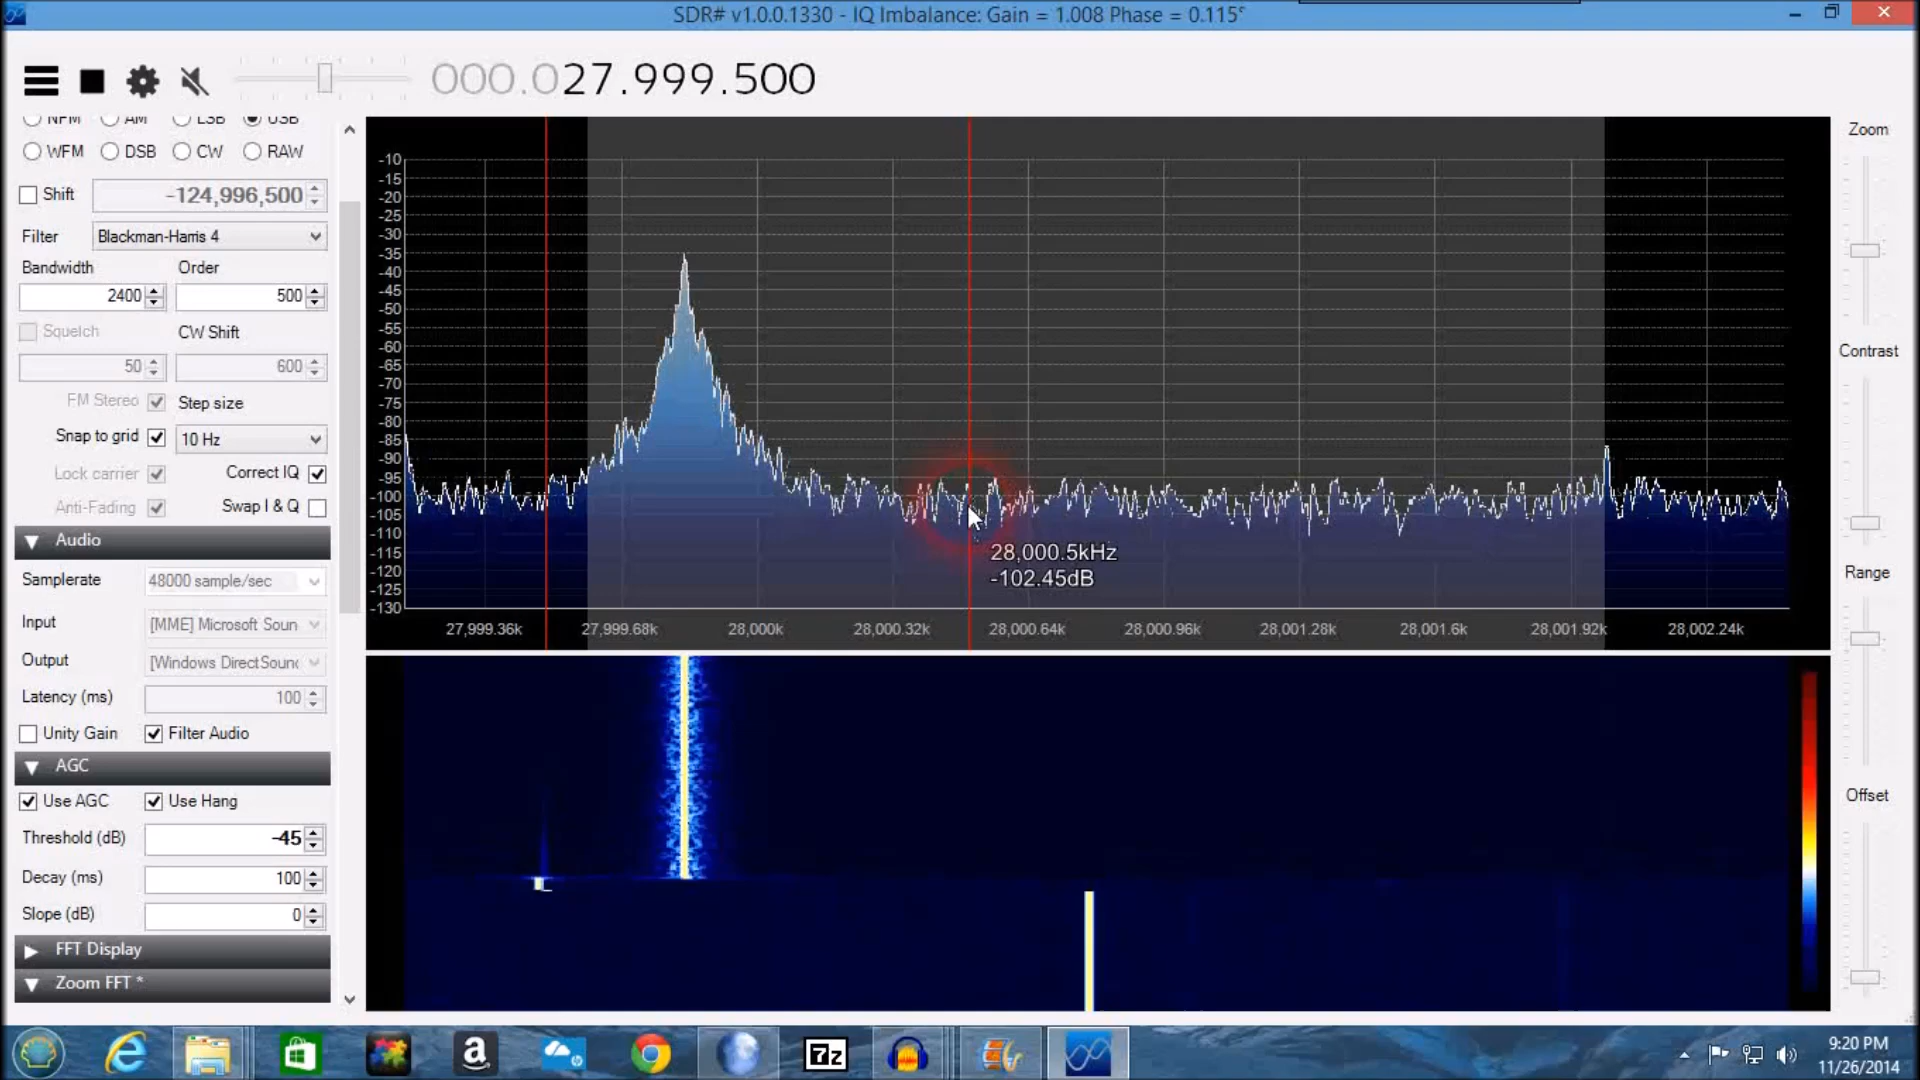 SDR# v1.0.0.1330 - IQ Imbalance: Gain = 1.008 Phase = 0.115°
000.027.999.500
NFM AM LSB USB
WFM DSB CW RAW
Shift -124,996,500
Filter Blackman-Harris 4
Bandwidth Order
2400 500
Squelch CW Shift
50 600
FM Stereo Step size
Snap to grid 10 Hz
Lock carrier Correct IQ
Anti-Fading Swap I & Q
Audio
Samplerate 48000 sample/sec
Input [MME] Microsoft Soun
Output [Windows DirectSound
Latency (ms) 100
Unity Gain Filter Audio
AGC
Use AGC Use Hang
Threshold (dB) -45
Decay (ms) 100
Slope (dB) 0
FFT Display
Zoom FFT *
-10
-15
-20
-25
-30
-35
-40
-45
-50
-55
-60
-65
-70
-75
-80
-85
-90
-95
-100
-105
-110
-115
-120
-125
-130
28,000.5kHz
-102.45dB
27,999.36k 27,999.68k 28,000k 28,000.32k 28,000.64k 28,000.96k 28,001.28k 28,001.6k 28,001.92k 28,002.24k
Zoom
Contrast
Range
Offset
a
hp
7z
9:20 PM
11/26/2014